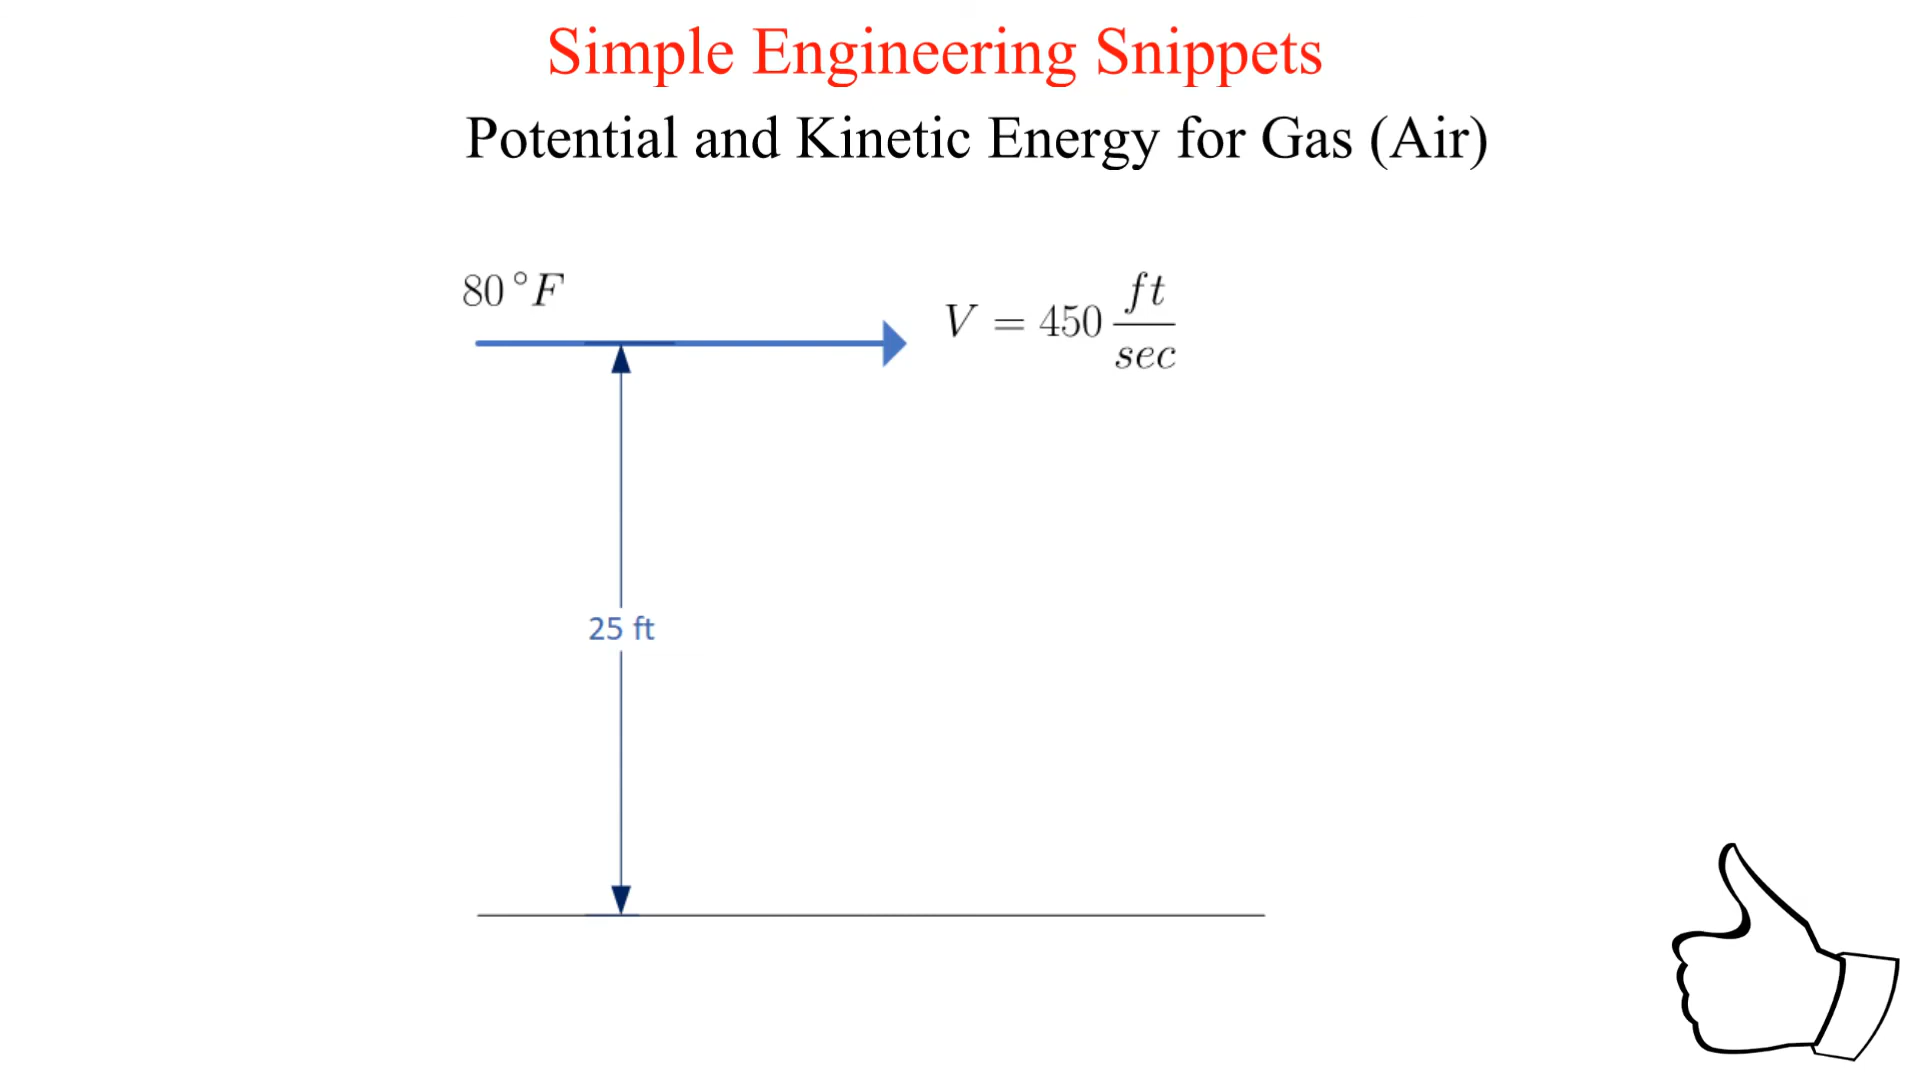 Simple Engineering Snippets
Potential and Kinetic Energy for Gas (Air)
80 °F
V = 450 ft/sec
25 ft